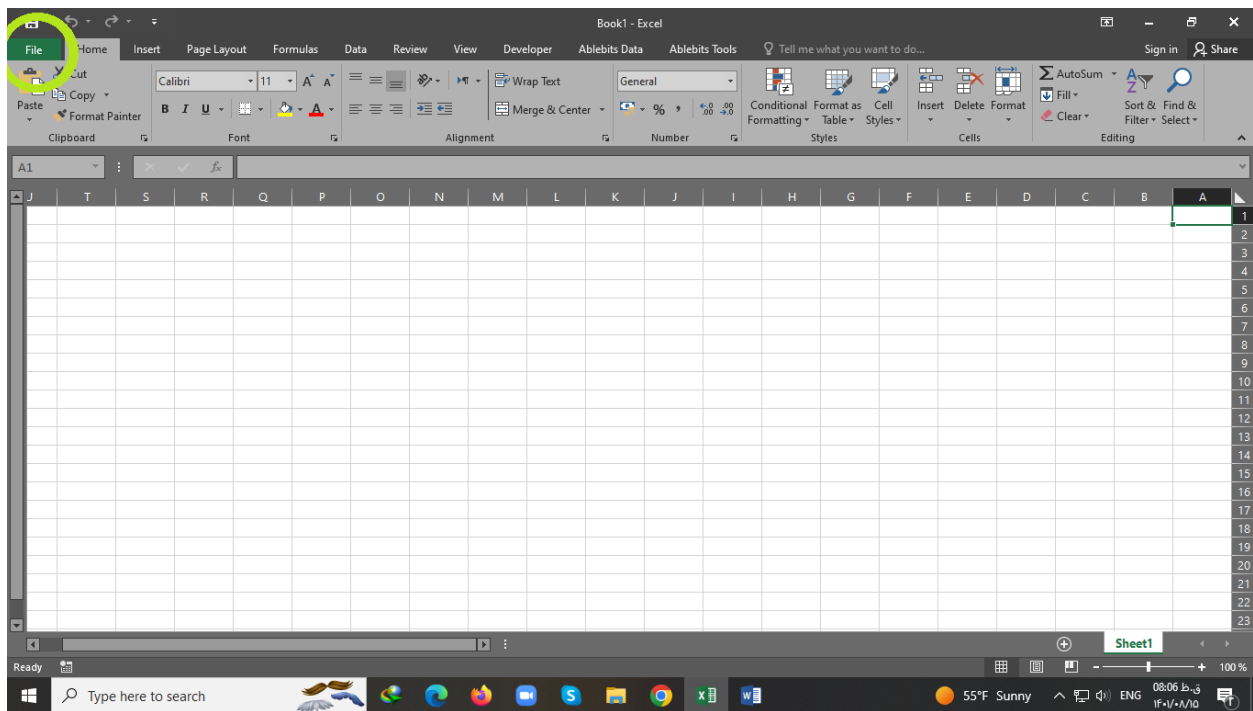 Book1 - Excel
File Home Insert Page Layout Formulas Data Review View Developer Ablebits Data Ablebits Tools Tell me what you want to do... Sign in Share
Paste
Cut
Copy
Format Painter
Clipboard
Calibri 11
B I U
Font
Wrap Text
Merge & Center
Alignment
General
% ,
Number
Conditional Formatting
Format as Table
Cell Styles
Styles
Insert Delete Format
Cells
AutoSum
Fill
Clear
Sort & Filter
Find & Select
Editing
A1 fx
J T S R Q P O N M L K J I H G F E D C B A
1
2
3
4
5
6
7
8
9
10
11
12
13
14
15
16
17
18
19
20
21
22
23
Sheet1
Ready 100 %
Type here to search 55°F Sunny ENG
08:06 ق.ظ
۱۴۰۱/۰۸/۱۵